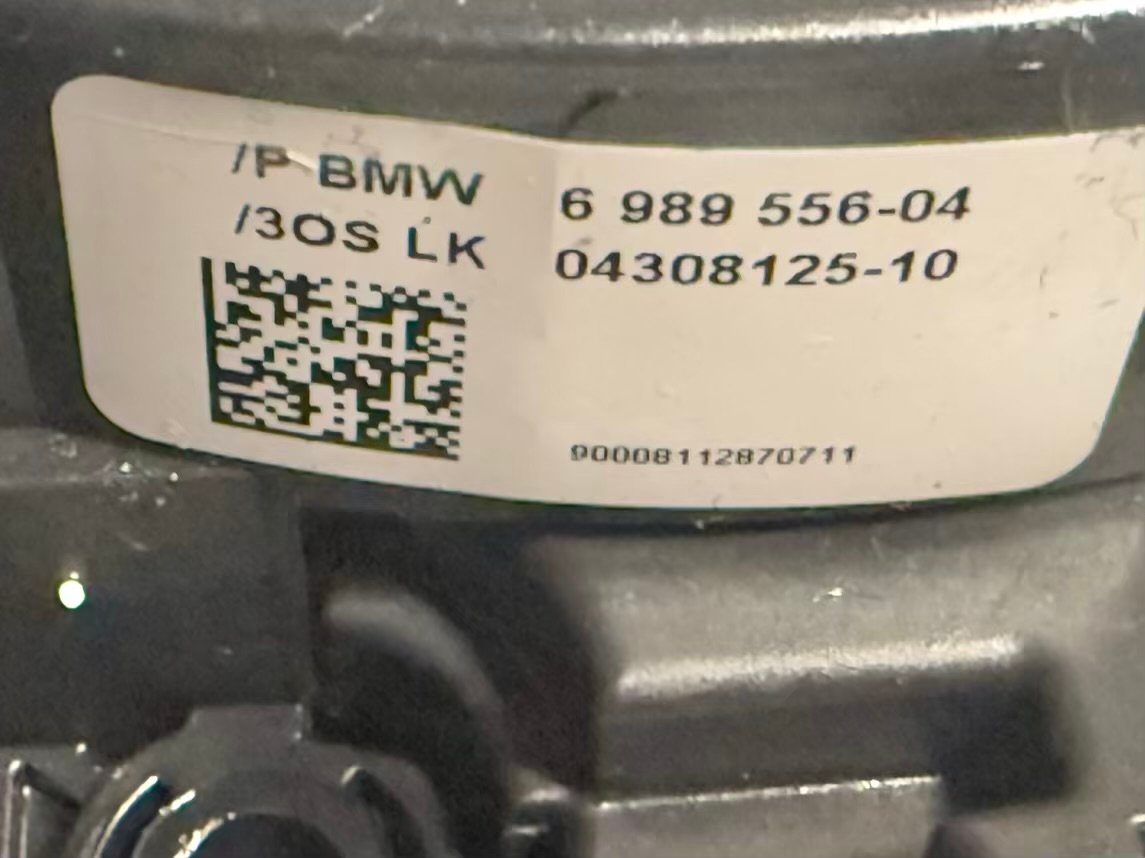 /P BMW 6 989 556-04
/3OS LK 04308125-10
90008112870711